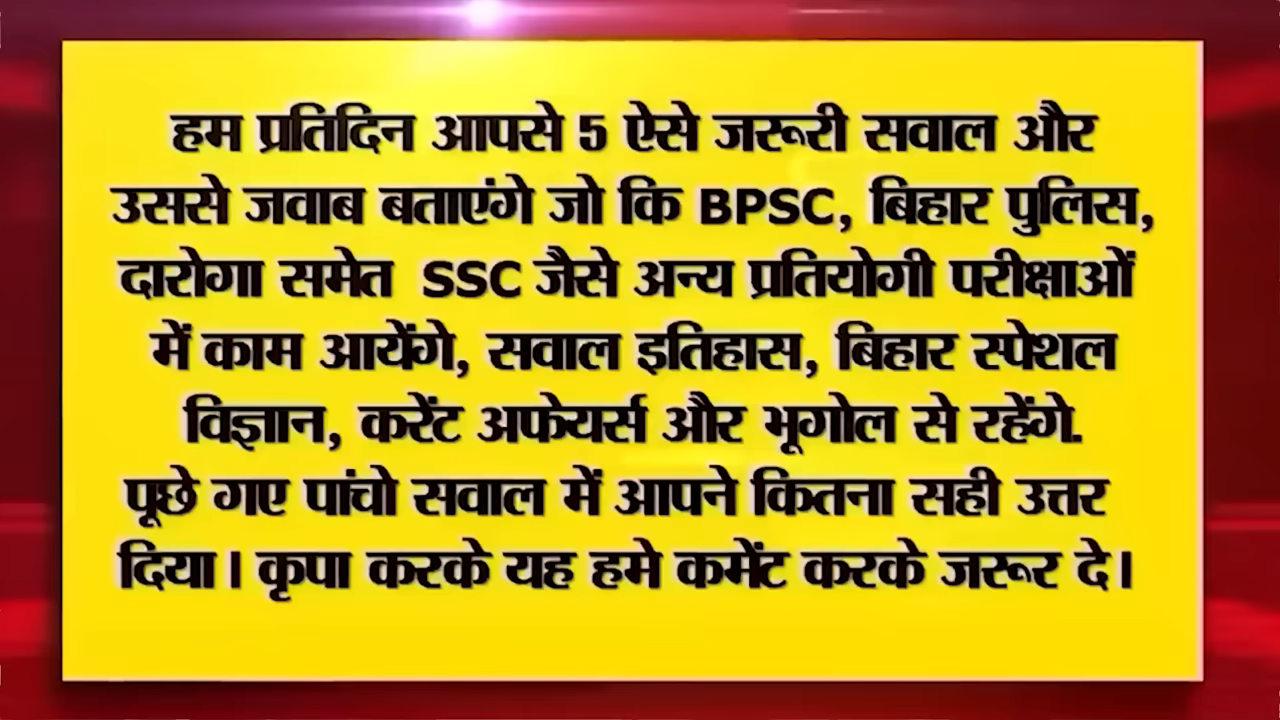 हम प्रतिदिन आपसे 5 ऐसे जरूरी सवाल और
उससे जवाब बताएंगे जो कि BPSC, बिहार पुलिस,
दारोगा समेत SSC जैसे अन्य प्रतियोगी परीक्षाओं
में काम आयेंगे, सवाल इतिहास, बिहार स्पेशल
विज्ञान, करेंट अफेयर्स और भूगोल से रहेंगे.
पूछे गए पांचो सवाल में आपने कितना सही उत्तर
दिया। कृपा करके यह हमे कमेंट करके जरूर दे।